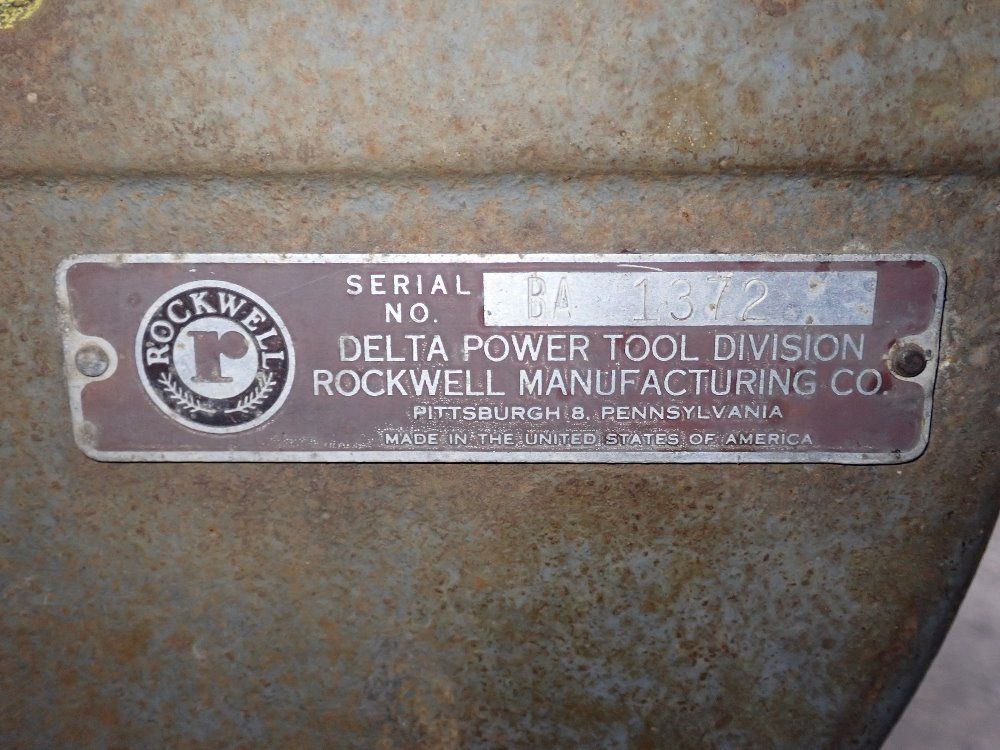 ROCKWELL
r
SERIAL NO. BA 1372
DELTA POWER TOOL DIVISION
ROCKWELL MANUFACTURING CO.
PITTSBURGH 8, PENNSYLVANIA
MADE IN THE UNITED STATES OF AMERICA